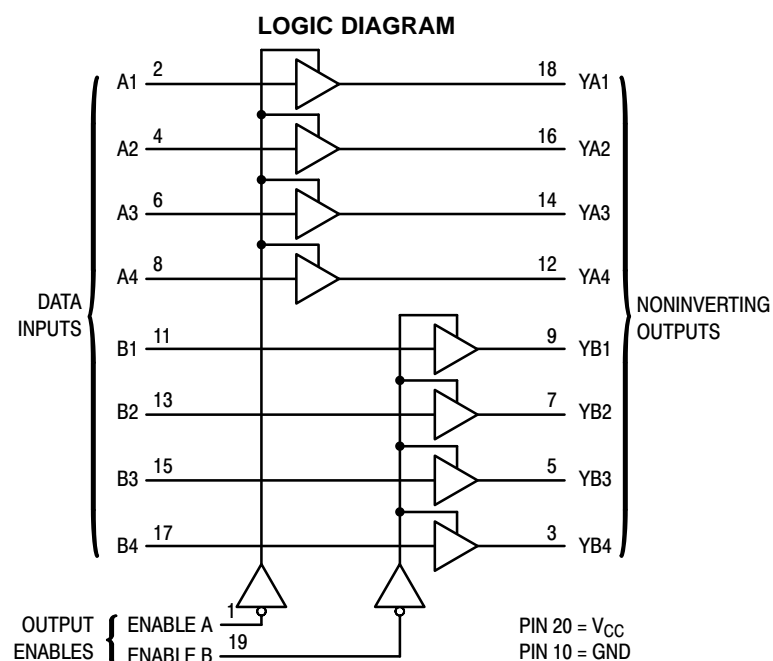 LOGIC DIAGRAM
A1 2 18 YA1
A2 4 16 YA2
A3 6 14 YA3
A4 8 12 YA4
DATA
INPUTS
NONINVERTING
OUTPUTS
B1 11 9 YB1
B2 13 7 YB2
B3 15 5 YB3
B4 17 3 YB4
OUTPUT
ENABLES
ENABLE A 1
ENABLE B 19
PIN 20 = VCC
PIN 10 = GND